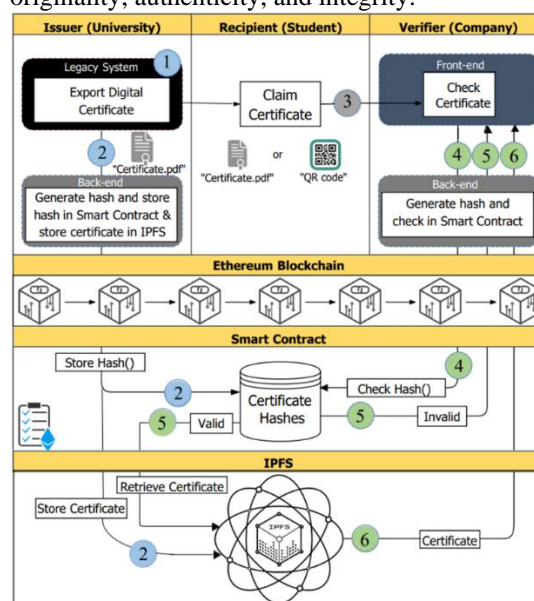 originality, authenticity, and integrity.
Issuer (University)
Recipient (Student)
Verifier (Company)
Legacy System
1
Export Digital
Certificate
2
"Certificate.pdf"
Back-end
Generate hash and store
hash in Smart Contract &
store certificate in IPFS
Claim
Certificate
3
or
"Certificate.pdf"
"QR code"
Front-end
Check
Certificate
4
5
6
Back-end
Generate hash and
check in Smart Contract
Ethereum Blockchain
Smart Contract
Store Hash()
2
Certificate
Hashes
Check Hash()
4
5
Valid
5
Invalid
IPFS
Retrieve Certificate
Store Certificate
2
IPFS
6
Certificate